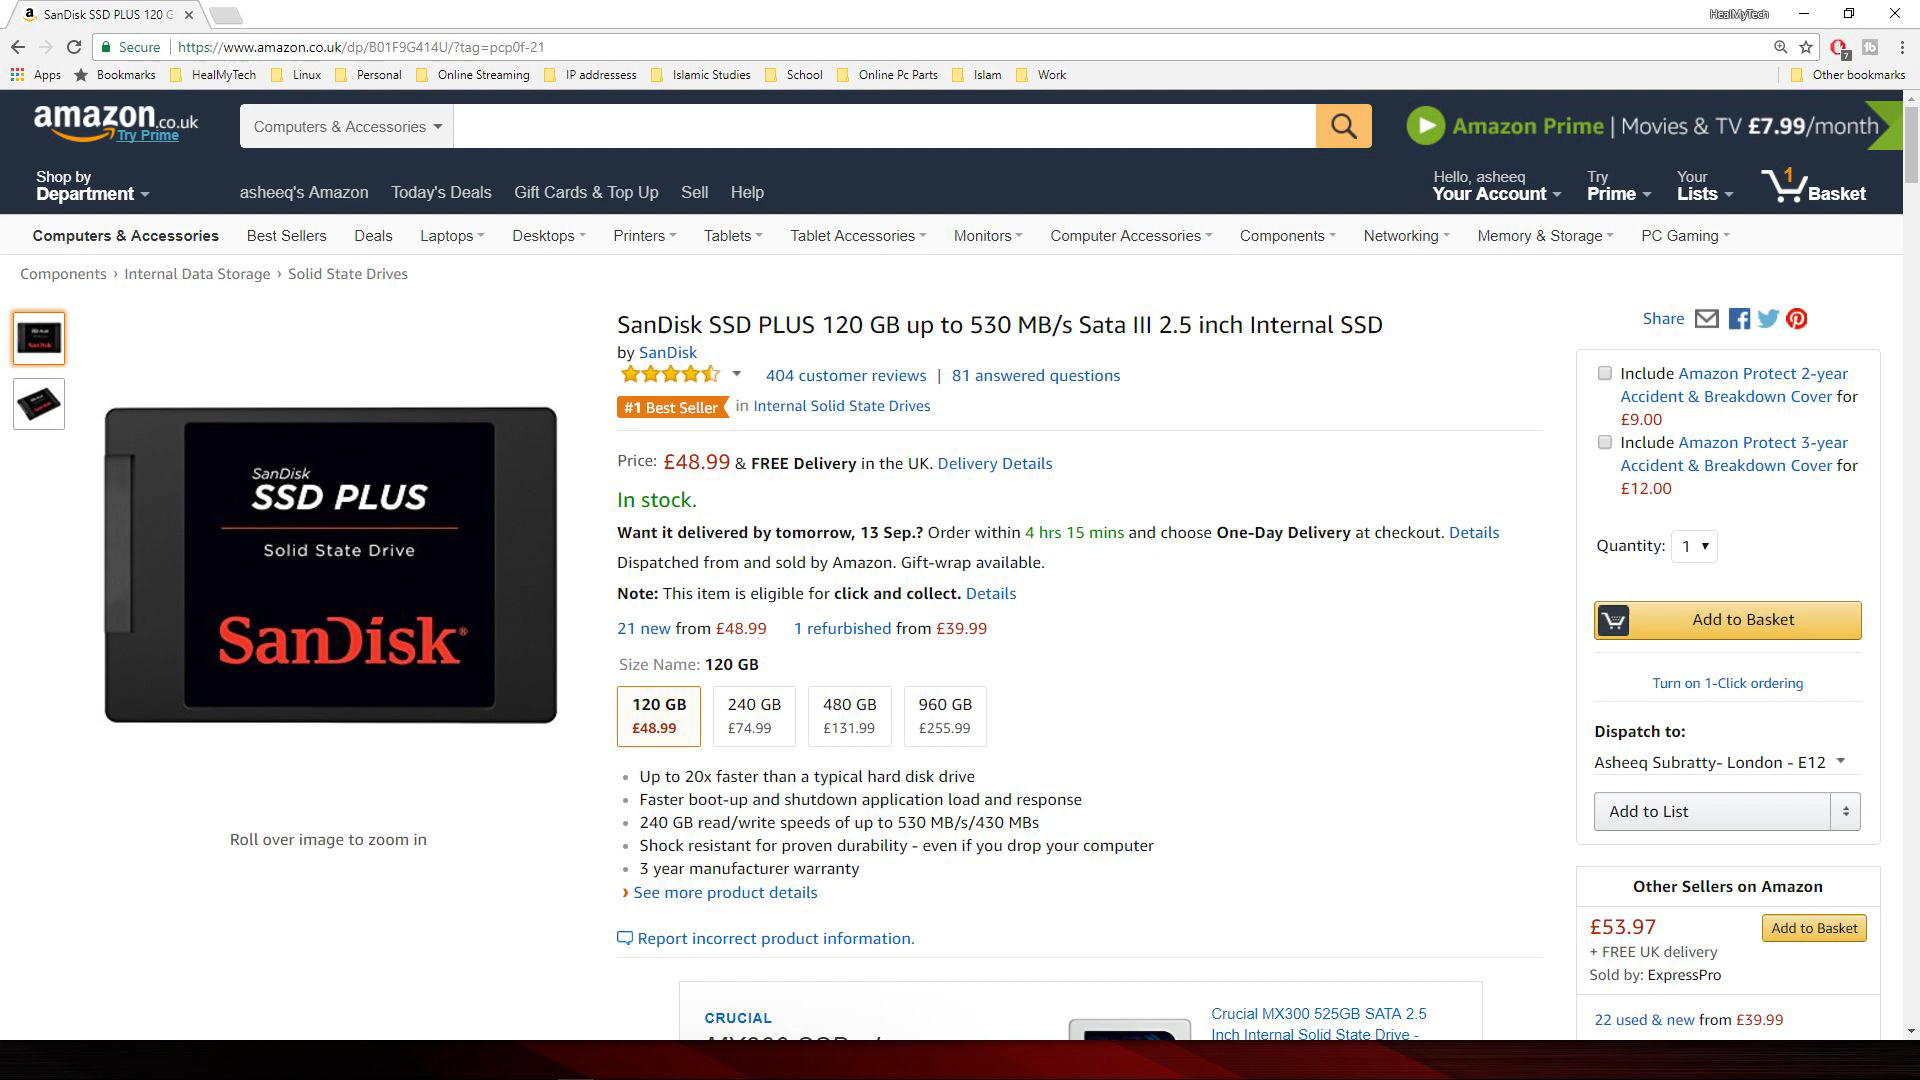 SanDisk SSD PLUS 120 G
HealMyTech
Secure https://www.amazon.co.uk/dp/B01F9G414U/?tag=pcp0f-21
7
Apps Bookmarks HealMyTech Linux Personal Online Streaming IP addressess Islamic Studies School Online Pc Parts Islam Work Other bookmarks
amazon.co.uk
Try Prime
Computers & Accessories
Amazon Prime | Movies & TV £7.99/month
Shop by
Department
asheeq's Amazon Today's Deals Gift Cards & Top Up Sell Help
Hello, asheeq
Your Account
Try
Prime
Your
Lists
1
Basket
Computers & Accessories Best Sellers Deals Laptops Desktops Printers Tablets Tablet Accessories Monitors Computer Accessories Components Networking Memory & Storage PC Gaming
Components › Internal Data Storage › Solid State Drives
SanDisk
SSD PLUS
Solid State Drive
SanDisk®
Roll over image to zoom in
SanDisk SSD PLUS 120 GB up to 530 MB/s Sata III 2.5 inch Internal SSD
by SanDisk
404 customer reviews | 81 answered questions
#1 Best Seller in Internal Solid State Drives
Price: £48.99 & FREE Delivery in the UK. Delivery Details
In stock.
Want it delivered by tomorrow, 13 Sep.? Order within 4 hrs 15 mins and choose One-Day Delivery at checkout. Details
Dispatched from and sold by Amazon. Gift-wrap available.
Note: This item is eligible for click and collect. Details
21 new from £48.99 1 refurbished from £39.99
Size Name: 120 GB
120 GB 240 GB 480 GB 960 GB
£48.99 £74.99 £131.99 £255.99
Up to 20x faster than a typical hard disk drive
Faster boot-up and shutdown application load and response
240 GB read/write speeds of up to 530 MB/s/430 MBs
Shock resistant for proven durability - even if you drop your computer
3 year manufacturer warranty
› See more product details
Report incorrect product information.
CRUCIAL
Crucial MX300 525GB SATA 2.5
Inch Internal Solid State Drive -
Share
Include Amazon Protect 2-year
Accident & Breakdown Cover for
£9.00
Include Amazon Protect 3-year
Accident & Breakdown Cover for
£12.00
Quantity: 1
Add to Basket
Turn on 1-Click ordering
Dispatch to:
Asheeq Subratty- London - E12
Add to List
Other Sellers on Amazon
£53.97 Add to Basket
+ FREE UK delivery
Sold by: ExpressPro
22 used & new from £39.99